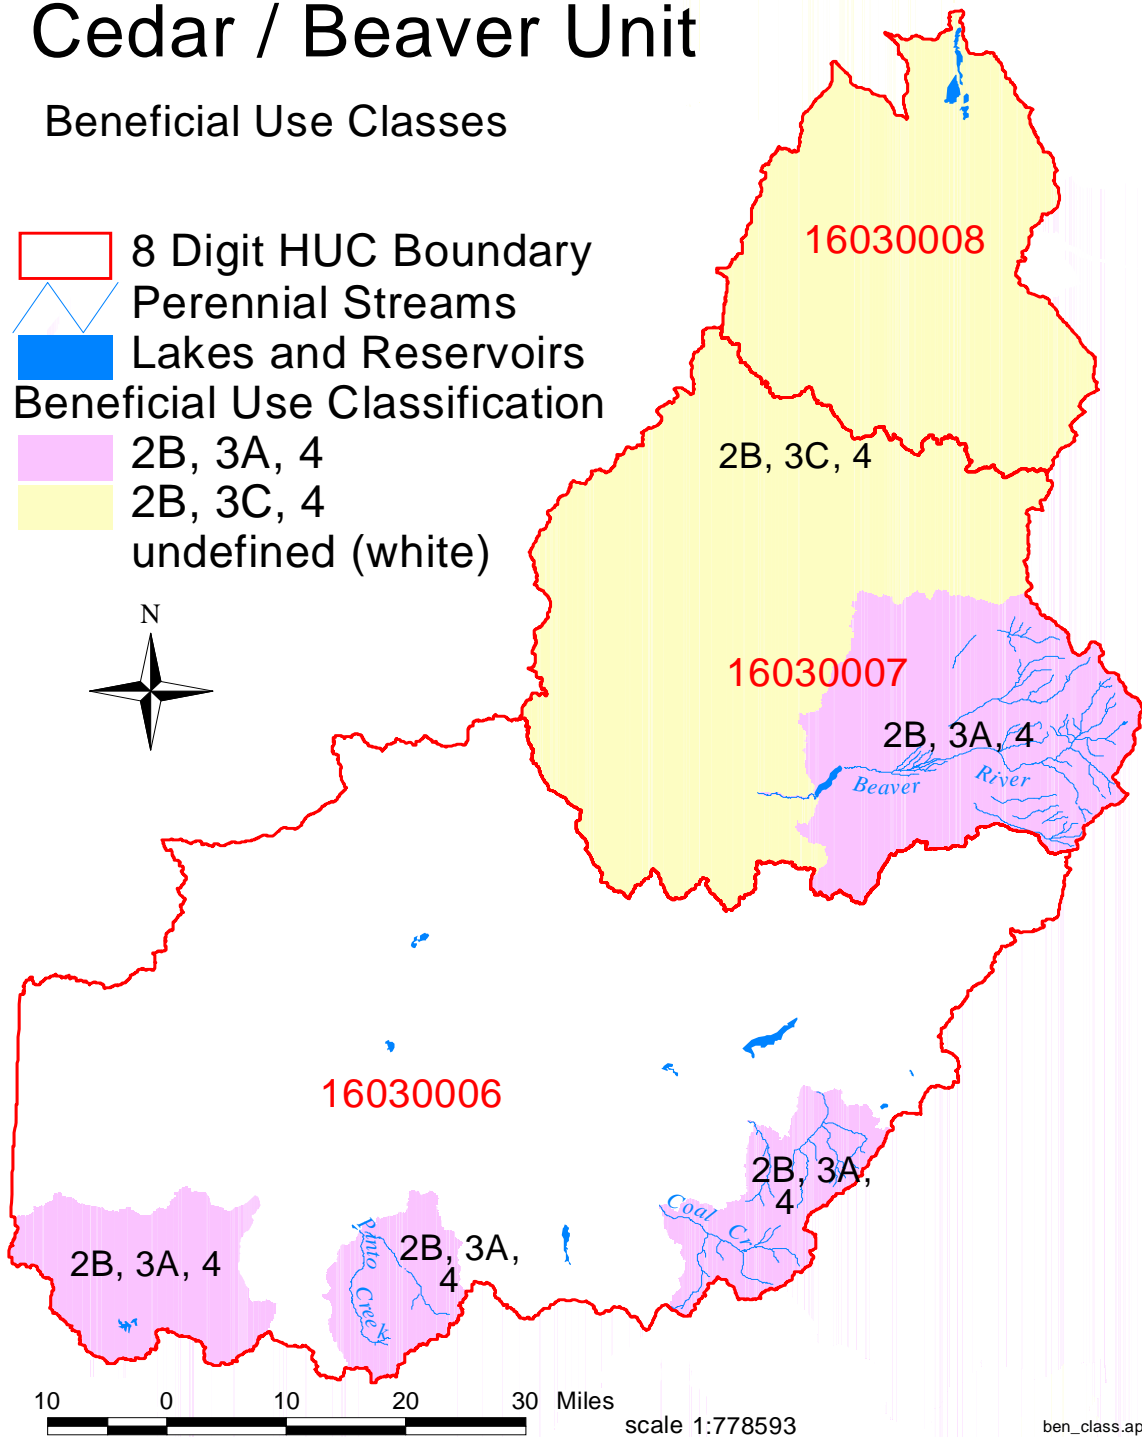 Cedar / Beaver Unit
Beneficial Use Classes
8 Digit HUC Boundary
Perennial Streams
Lakes and Reservoirs
Beneficial Use Classification
2B, 3A, 4
2B, 3C, 4
undefined (white)
N
16030008
2B, 3C, 4
16030007
2B, 3A, 4
Beaver River
16030006
2B, 3A,
4
Coal Cr.
2B, 3A, 4
Pinto Creek
2B, 3A,
4
10 0 10 20 30 Miles
scale 1:778593
ben_class.ap